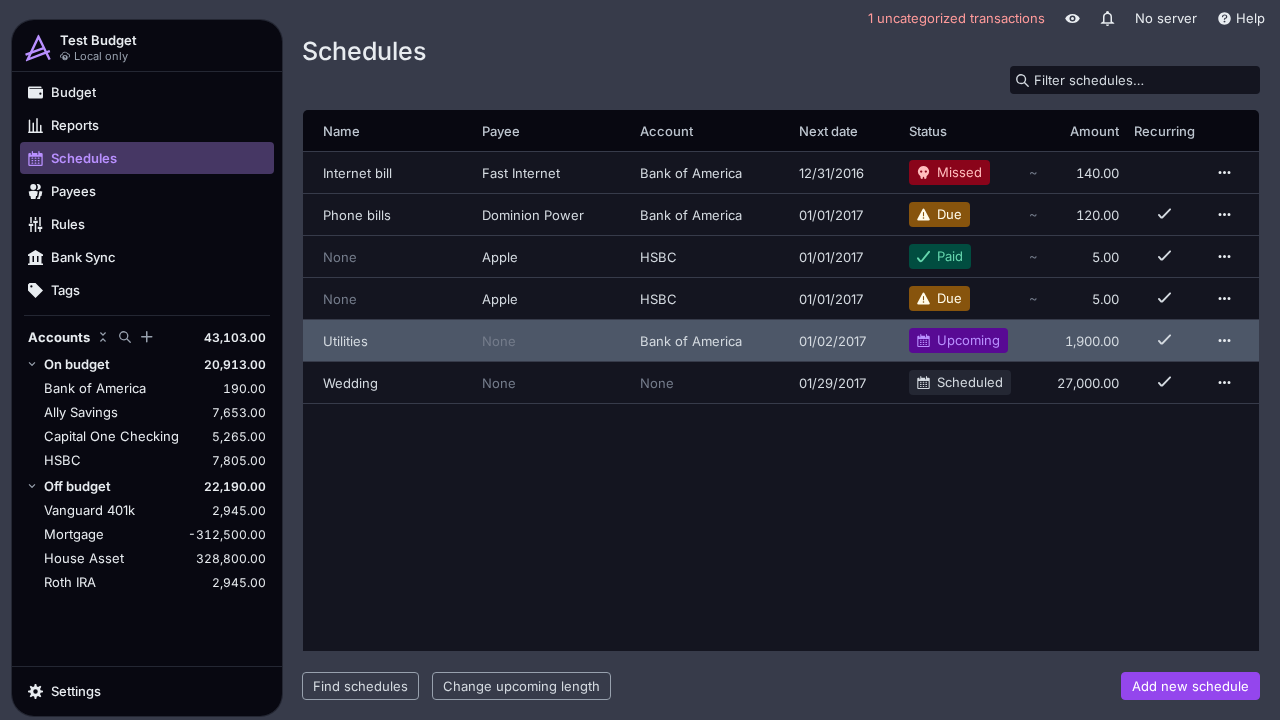 1 uncategorized transactions
No server
Help
Test Budget
Local only
Budget
Reports
Schedules
Payees
Rules
Bank Sync
Tags
Accounts 43,103.00
On budget 20,913.00
Bank of America 190.00
Ally Savings 7,653.00
Capital One Checking 5,265.00
HSBC 7,805.00
Off budget 22,190.00
Vanguard 401k 2,945.00
Mortgage -312,500.00
House Asset 328,800.00
Roth IRA 2,945.00
Settings
Schedules
Filter schedules...
Name Payee Account Next date Status Amount Recurring
Internet bill Fast Internet Bank of America 12/31/2016 Missed ~ 140.00
Phone bills Dominion Power Bank of America 01/01/2017 Due ~ 120.00
None Apple HSBC 01/01/2017 Paid ~ 5.00
None Apple HSBC 01/01/2017 Due ~ 5.00
Utilities None Bank of America 01/02/2017 Upcoming 1,900.00
Wedding None None 01/29/2017 Scheduled 27,000.00
Find schedules
Change upcoming length
Add new schedule